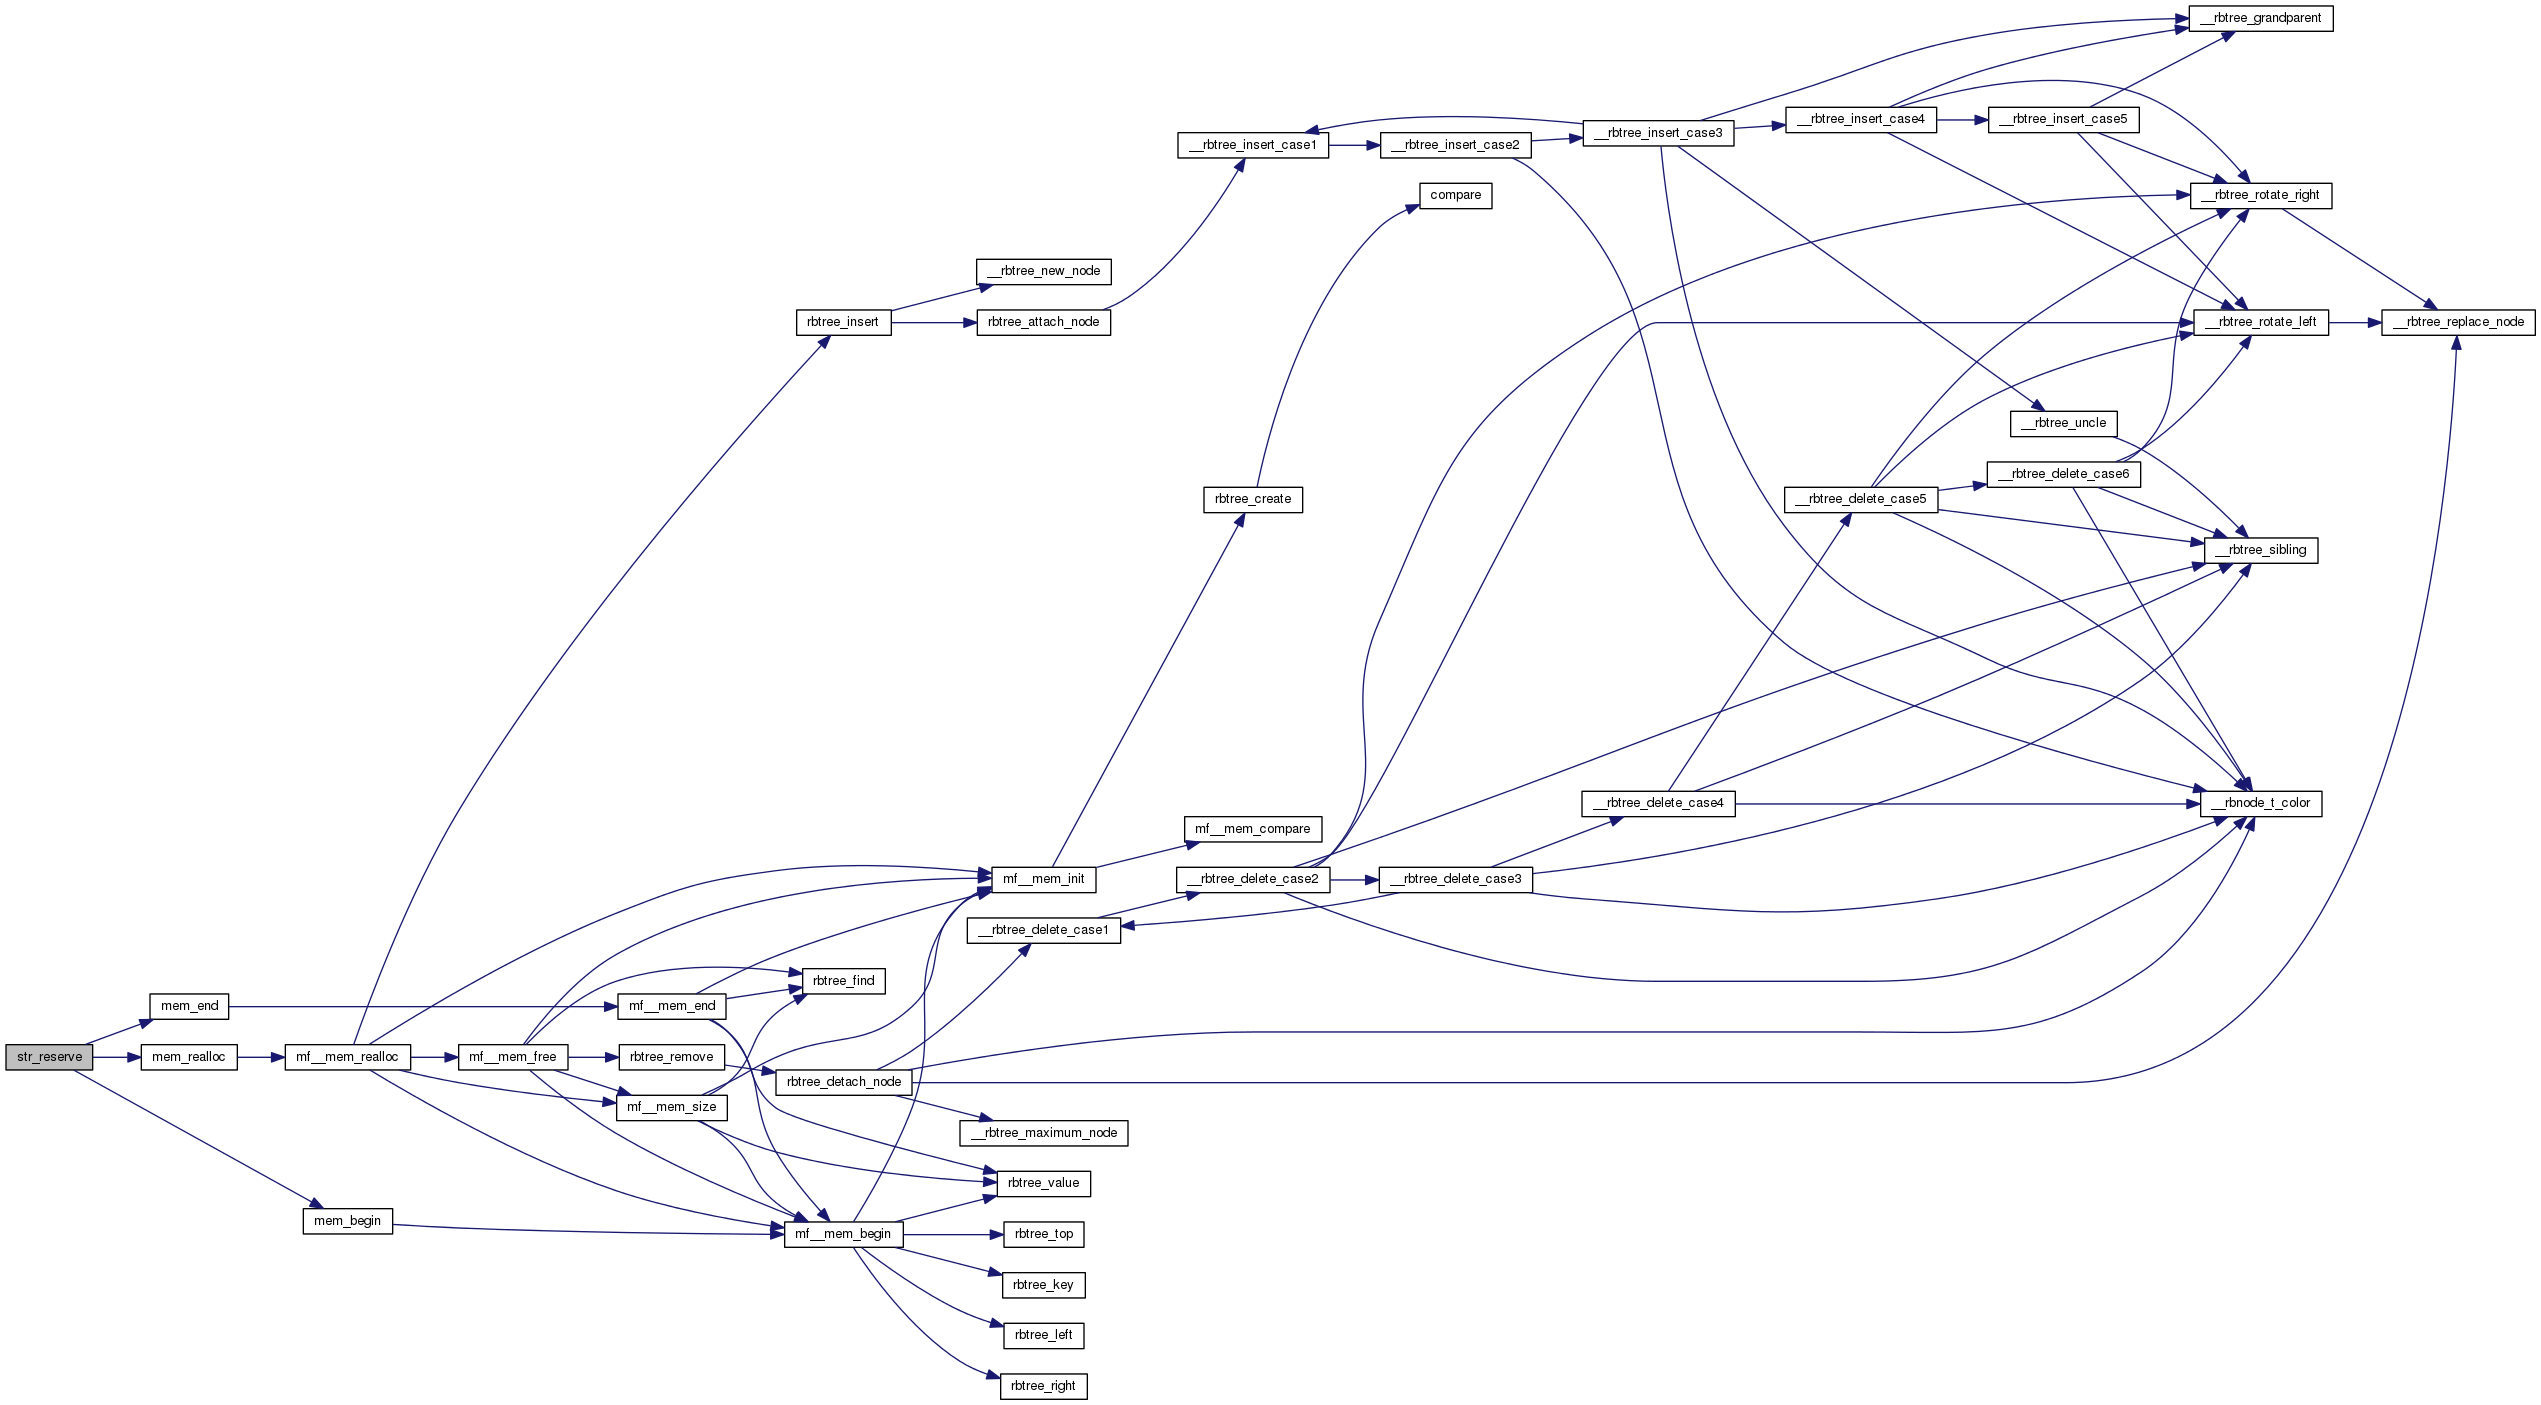 __rbtree_grandparent
__rbtree_insert_case4
__rbtree_insert_case5
__rbtree_insert_case3
__rbtree_insert_case1
__rbtree_insert_case2
compare
__rbtree_rotate_right
__rbtree_new_node
rbtree_insert
rbtree_attach_node
__rbtree_rotate_left
__rbtree_replace_node
__rbtree_uncle
__rbtree_delete_case6
rbtree_create
__rbtree_delete_case5
__rbtree_sibling
__rbtree_delete_case4
__rbnode_t_color
mf__mem_compare
mf__mem_init
__rbtree_delete_case2
__rbtree_delete_case3
__rbtree_delete_case1
rbtree_find
mem_end
mf__mem_end
str_reserve
mem_realloc
mf__mem_realloc
mf__mem_free
rbtree_remove
rbtree_detach_node
mf__mem_size
__rbtree_maximum_node
rbtree_value
mem_begin
mf__mem_begin
rbtree_top
rbtree_key
rbtree_left
rbtree_right